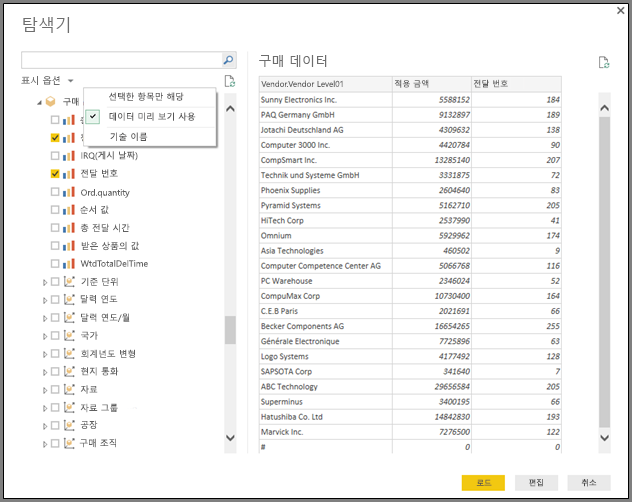 탐색기
표시 옵션
선택한 항목만 해당
데이터 미리 보기 사용
기술 이름
구매
IRQ(게시 날짜)
전달 번호
Ord.quantity
순서 값
총 전달 시간
받은 상품의 값
WtdTotalDelTime
기준 단위
달력 연도
달력 연도/월
국가
회계년도 변형
현지 통화
자료
자료 그룹
공장
구매 조직
구매 데이터
Vendor.Vendor Level01 적용 금액 전달 번호
Sunny Electronics Inc. 5588152 184
PAQ Germany GmbH 9132897 189
Jotachi Deutschland AG 4309632 138
Computer 3000 Inc. 4420784 90
CompSmart Inc. 13285140 207
Technik und Systeme GmbH 3331875 72
Phoenix Supplies 2604640 83
Pyramid Systems 5162710 205
HiTech Corp 2537990 41
Omnium 5929962 174
Asia Technologies 460502 9
Computer Competence Center AG 5066768 116
PC Warehouse 2346024 52
CompuMax Corp 10730400 164
C.E.B Paris 2021691 66
Becker Components AG 16654265 255
Générale Electronique 7725896 63
Logo Systems 4177492 128
SAPSOTA Corp 341640 7
ABC Technology 29656584 205
Superminus 3400195 66
Hatushiba Co. Ltd 14842830 193
Marvick Inc. 7276500 122
# 0 0
로드 편집 취소